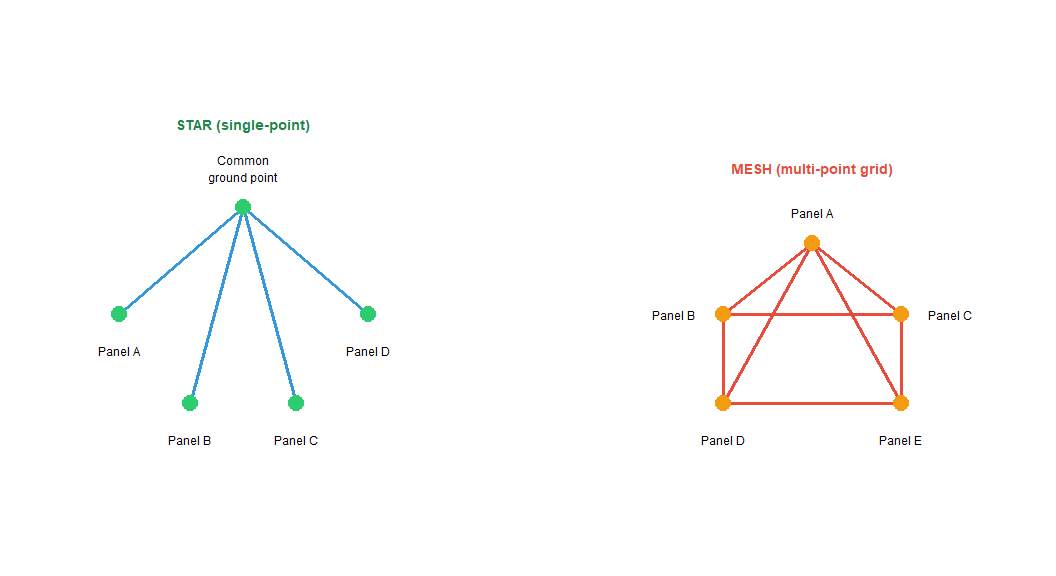 STAR (single-point)
Common
ground point
Panel A
Panel D
Panel B
Panel C
MESH (multi-point grid)
Panel A
Panel B
Panel C
Panel D
Panel E